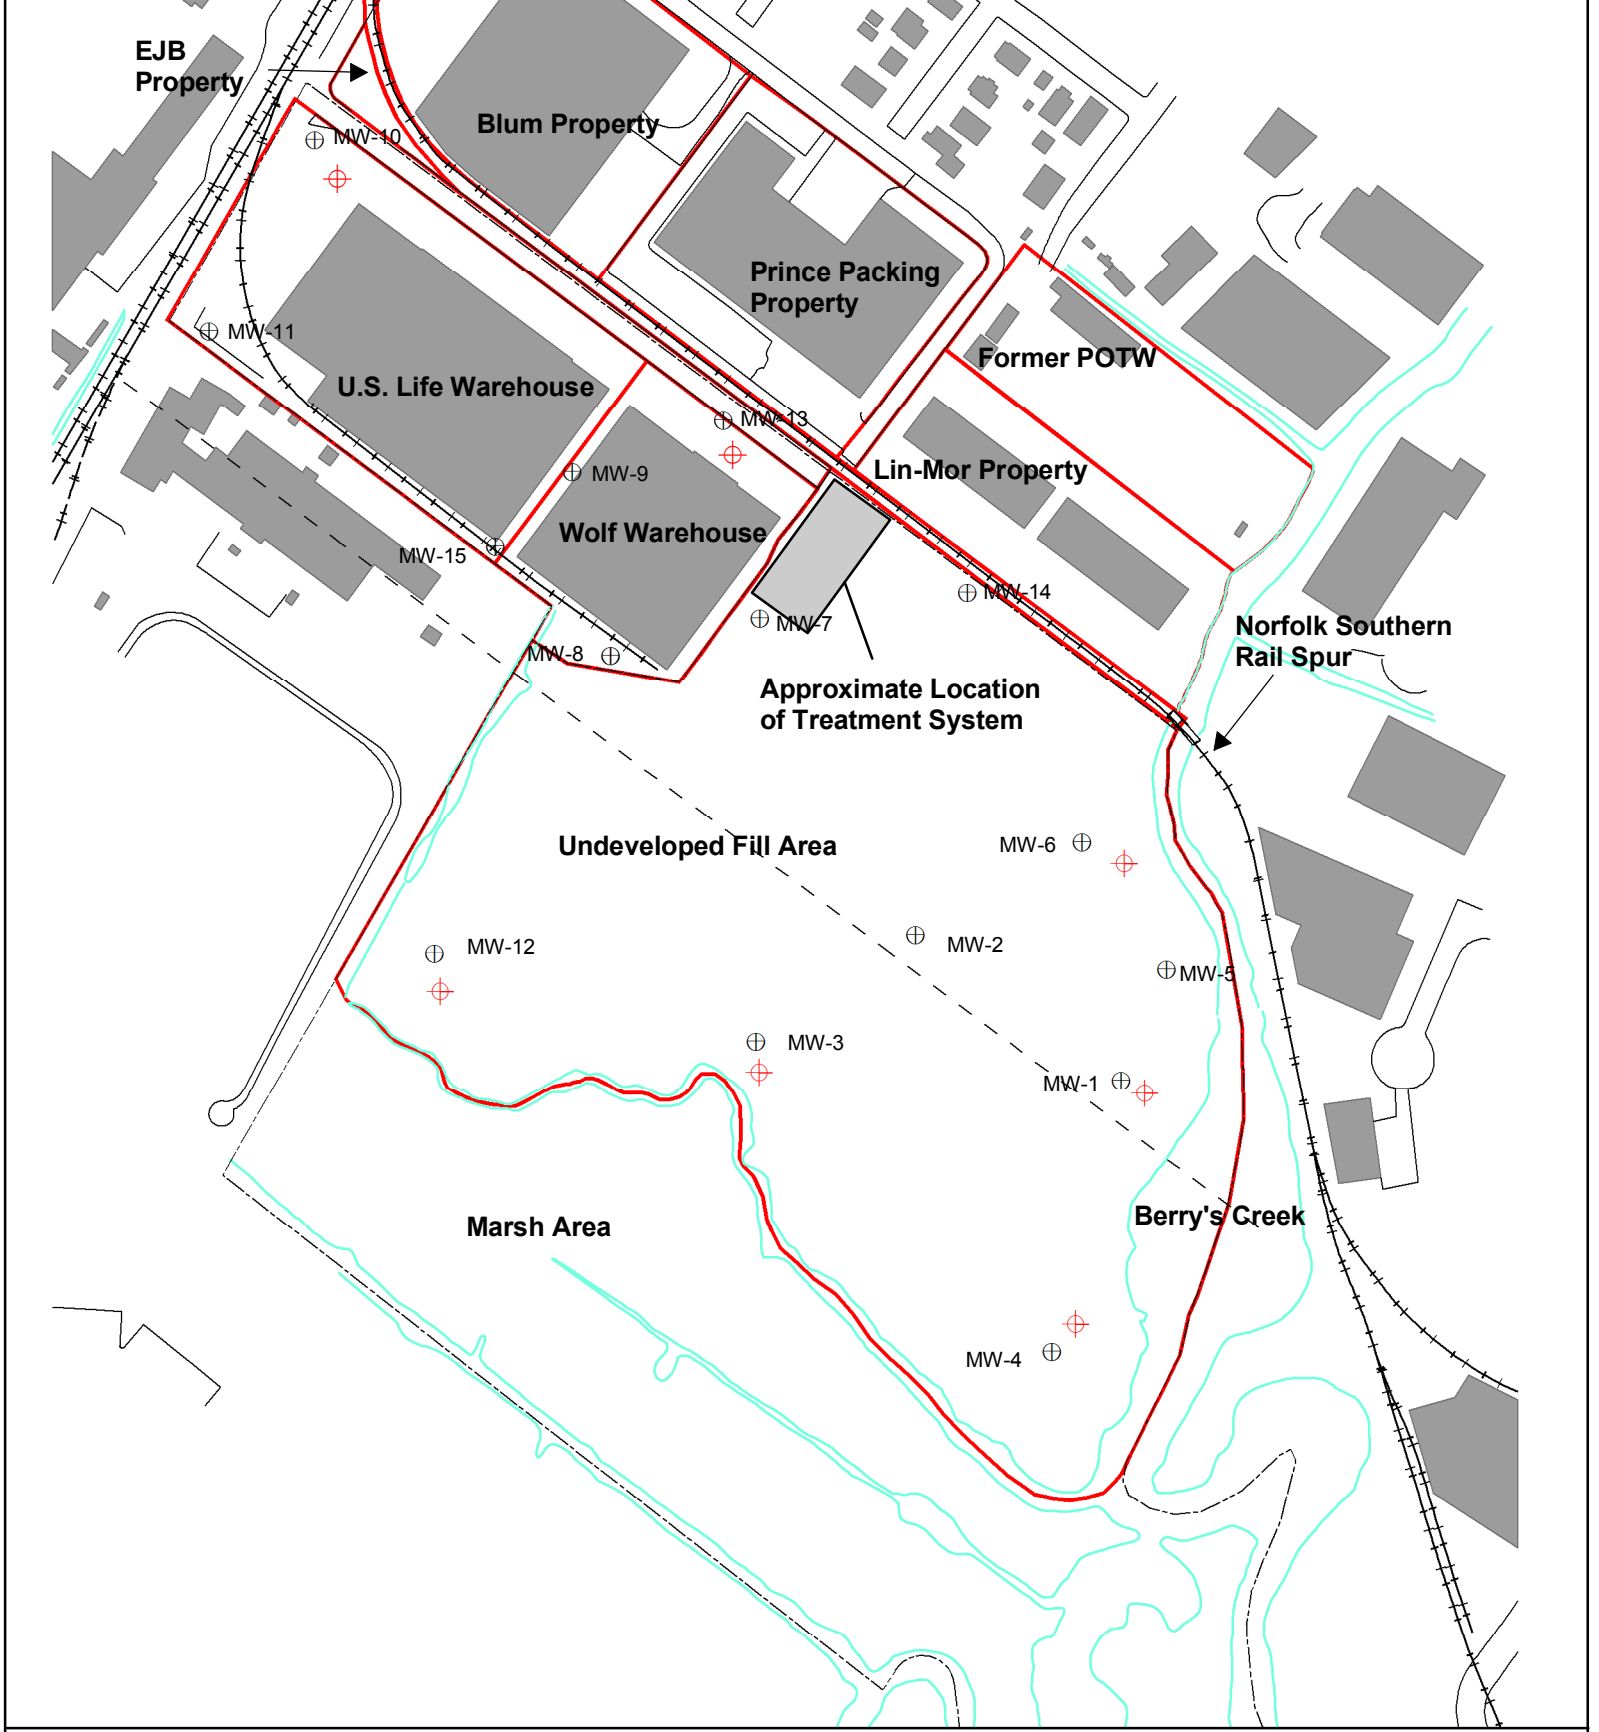 EJB
Property
Blum Property
MW-10
Prince Packing
Property
MW-11
Former POTW
U.S. Life Warehouse
MW-13
MW-9
Lin-Mor Property
Wolf Warehouse
MW-15
MW-14
MW-7
Norfolk Southern
Rail Spur
MW-8
Approximate Location
of Treatment System
Undeveloped Fill Area
MW-6
MW-12
MW-2
MW-5
MW-3
MW-1
Marsh Area
Berry's Creek
MW-4